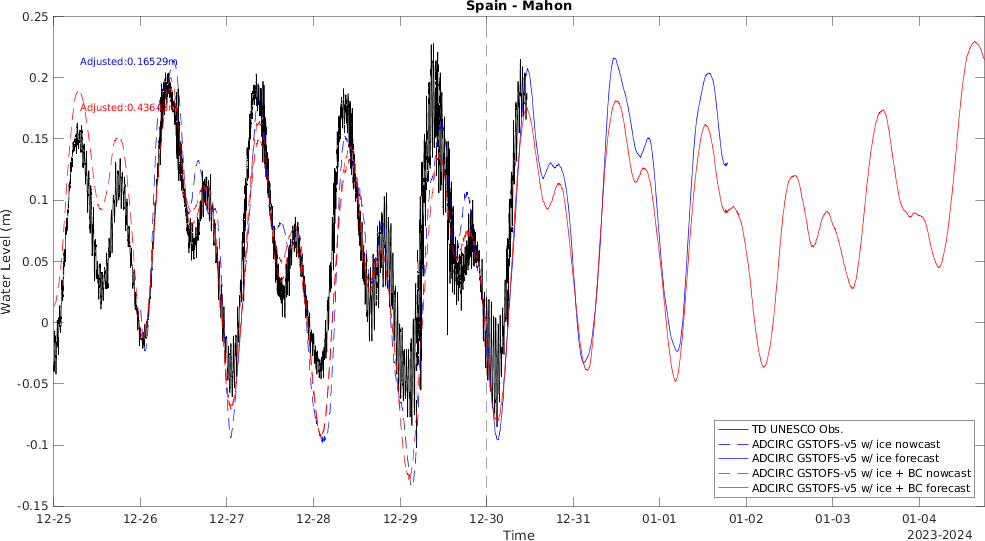 Spain - Mahon
0.25
0.2
0.15
0.1
0.05
0
-0.05
-0.1
-0.15
Water Level (m)
Adjusted:0.16529m
Adjusted:0.436
12-25
12-26
12-27
12-28
12-29
12-30
12-31
01-01
01-02
01-03
01-04
Time
2023-2024
TD UNESCO Obs.
ADCIRC GSTOFS-v5 w/ ice nowcast
ADCIRC GSTOFS-v5 w/ ice forecast
ADCIRC GSTOFS-v5 w/ ice + BC nowcast
ADCIRC GSTOFS-v5 w/ ice + BC forecast